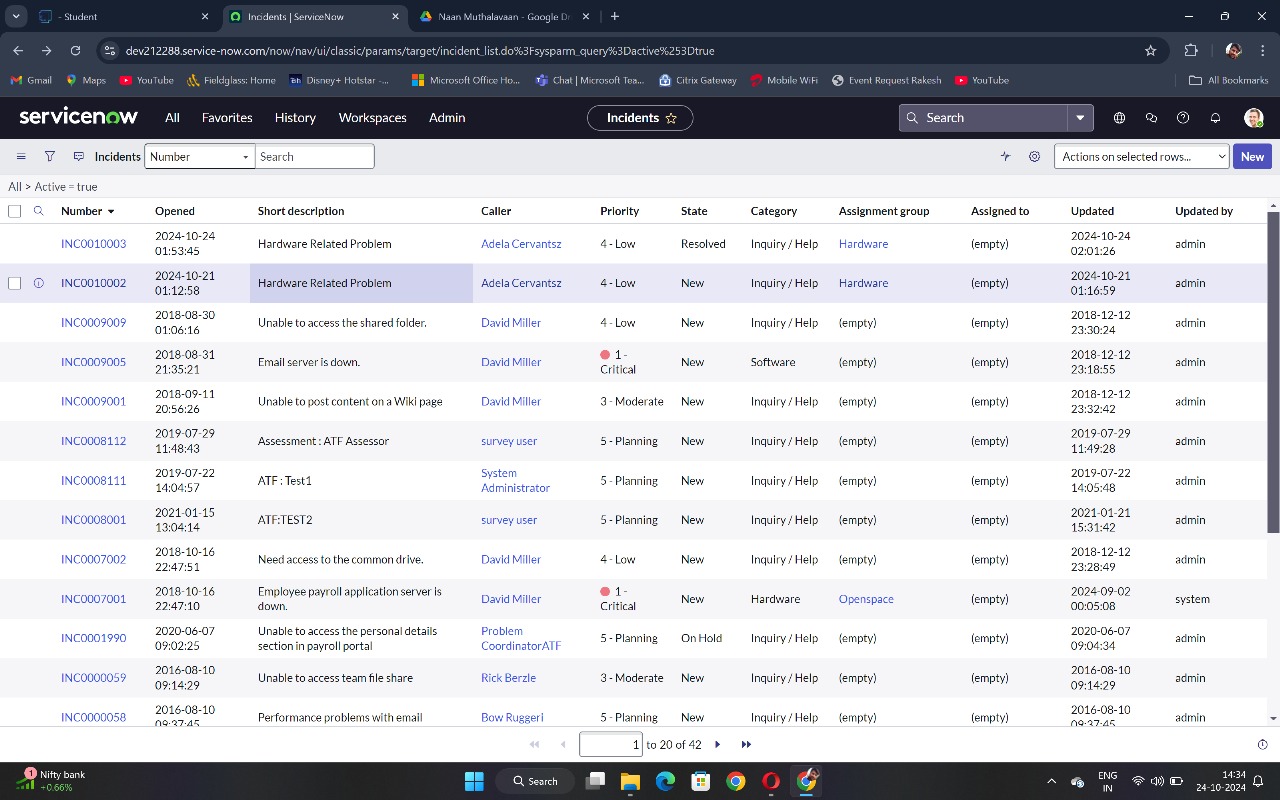 - Student
Incidents | ServiceNow
Naan Muthalavaan - Google Dr
dev212288.service-now.com/now/nav/ui/classic/params/target/incident_list.do%3Fsysparm_query%3Dactive%253Dtrue
Gmail Maps YouTube Fieldglass: Home Disney+ Hotstar -... Microsoft Office Ho... Chat | Microsoft Tea... Citrix Gateway Mobile WiFi Event Request Rakesh YouTube All Bookmarks
servicenow All Favorites History Workspaces Admin Incidents Search
Incidents Number Search Actions on selected rows... New
All > Active = true
Number Opened Short description Caller Priority State Category Assignment group Assigned to Updated Updated by
INC0010003 2024-10-24 01:53:45 Hardware Related Problem Adela Cervantsz 4 - Low Resolved Inquiry / Help Hardware (empty) 2024-10-24 02:01:26 admin
INC0010002 2024-10-21 01:12:58 Hardware Related Problem Adela Cervantsz 4 - Low New Inquiry / Help Hardware (empty) 2024-10-21 01:16:59 admin
INC0009009 2018-08-30 01:06:16 Unable to access the shared folder. David Miller 4 - Low New Inquiry / Help (empty) (empty) 2018-12-12 23:30:24 admin
INC0009005 2018-08-31 21:35:21 Email server is down. David Miller 1 - Critical New Software (empty) (empty) 2018-12-12 23:18:55 admin
INC0009001 2018-09-11 20:56:26 Unable to post content on a Wiki page David Miller 3 - Moderate New Inquiry / Help (empty) (empty) 2018-12-12 23:32:42 admin
INC0008112 2019-07-29 11:48:43 Assessment : ATF Assessor survey user 5 - Planning New Inquiry / Help (empty) (empty) 2019-07-29 11:49:28 admin
INC0008111 2019-07-22 14:04:57 ATF : Test1 System Administrator 5 - Planning New Inquiry / Help (empty) (empty) 2019-07-22 14:05:48 admin
INC0008001 2021-01-15 13:04:14 ATF:TEST2 survey user 5 - Planning New Inquiry / Help (empty) (empty) 2021-01-21 15:31:42 admin
INC0007002 2018-10-16 22:47:51 Need access to the common drive. David Miller 4 - Low New Inquiry / Help (empty) (empty) 2018-12-12 23:28:49 admin
INC0007001 2018-10-16 22:47:10 Employee payroll application server is down. David Miller 1 - Critical New Hardware Openspace (empty) 2024-09-02 00:05:08 system
INC0001990 2020-06-07 09:02:25 Unable to access the personal details section in payroll portal Problem CoordinatorATF 5 - Planning On Hold Inquiry / Help (empty) (empty) 2020-06-07 09:04:34 admin
INC0000059 2016-08-10 09:14:29 Unable to access team file share Rick Berzle 3 - Moderate New Inquiry / Help (empty) (empty) 2016-08-10 09:14:29 admin
INC0000058 2016-08-10 09:37:45 Performance problems with email Bow Ruggeri 5 - Planning New Inquiry / Help (empty) (empty) 2016-08-10 09:37:45 admin
1 to 20 of 42
1 Nifty bank
+0.66%
Search
ENG
IN
14:34
24-10-2024